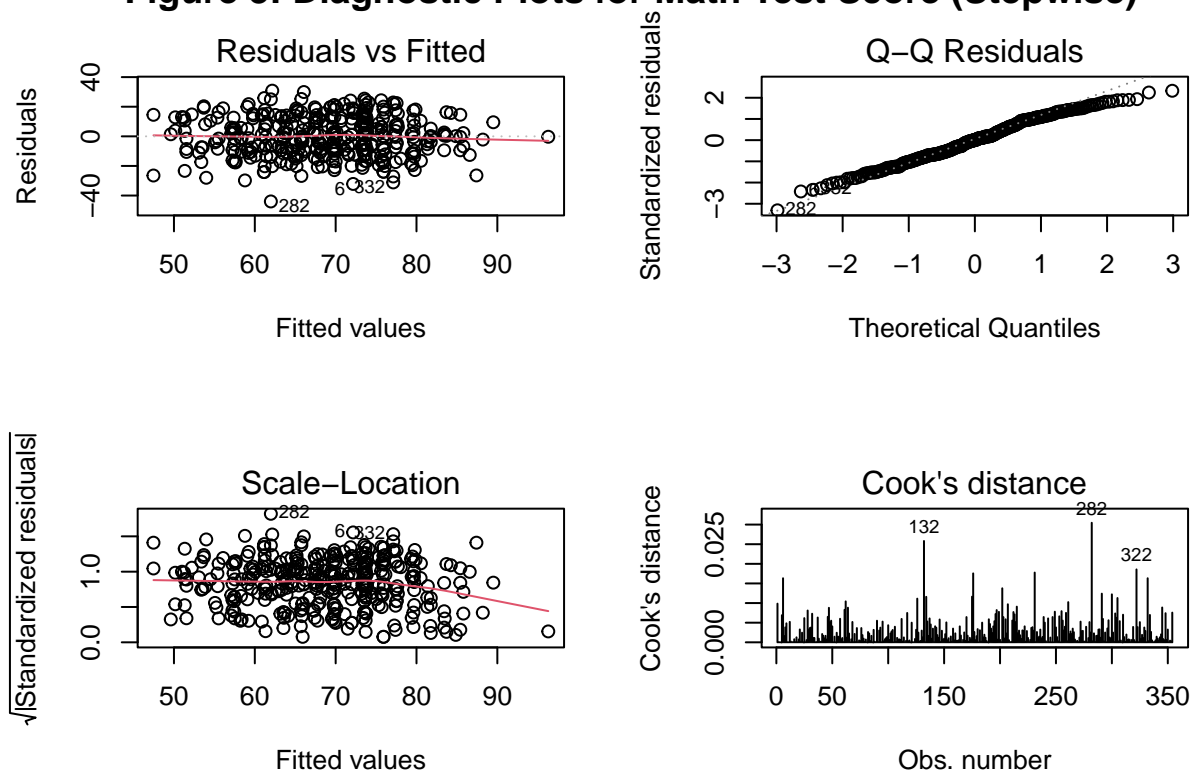 Figure 3: Diagnostic Plots for Math Test Score (Stepwise)
Residuals vs Fitted
Residuals
−40 0 40
6 332
282
50 60 70 80 90
Fitted values
Q−Q Residuals
Standardized residuals
−3 0 2
282
−3 −2 −1 0 1 2 3
Theoretical Quantiles
Scale−Location
√|Standardized residuals|
0.0 1.0
282
6 332
50 60 70 80 90
Fitted values
Cook's distance
Cook's distance
0.000 0.025
282
132
322
0 50 150 250 350
Obs. number